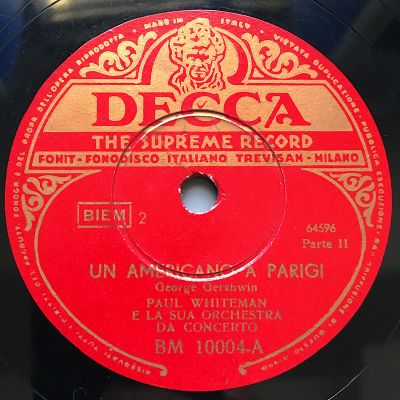 MADE IN ITALY
DECCA
THE SUPREME RECORD
FONIT - FONODISCO ITALIANO TREVISAN - MILANO
BIEM 2
64596
Parte II
UN AMERICANO A PARIGI
George Gershwin
PAUL WHITEMAN
E LA SUA ORCHESTRA
DA CONCERTO
BM 10004-A